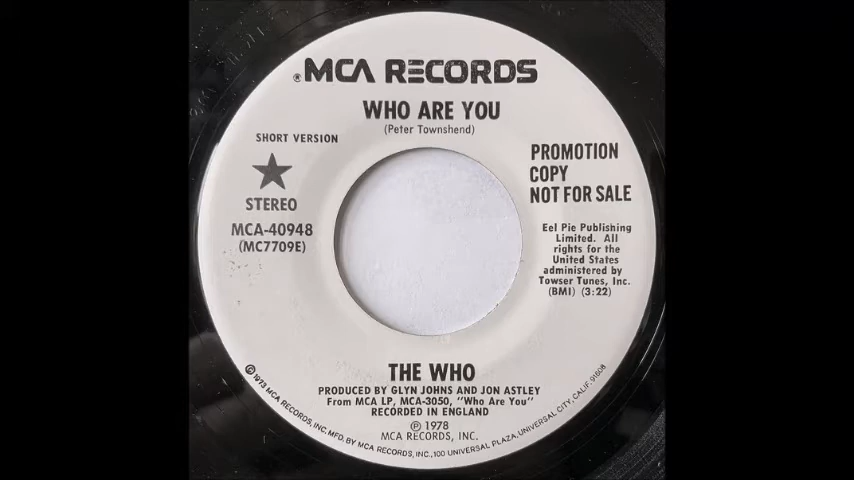 ®MCA RECORDS
WHO ARE YOU
(Peter Townshend)
SHORT VERSION
STEREO
MCA-40948
(MC7709E)
PROMOTION
COPY
NOT FOR SALE
Eel Pie Publishing
Limited. All
rights for the
United States
administered by
Towser Tunes, Inc.
(BMI) (3:22)
THE WHO
PRODUCED BY GLYN JOHNS AND JON ASTLEY
From MCA LP, MCA-3050, "Who Are You"
RECORDED IN ENGLAND
℗ 1978
MCA RECORDS, INC.
©1973 MCA RECORDS, INC. MFD. BY MCA RECORDS, INC., 100 UNIVERSAL PLAZA, UNIVERSAL CITY, CALIF. 91608